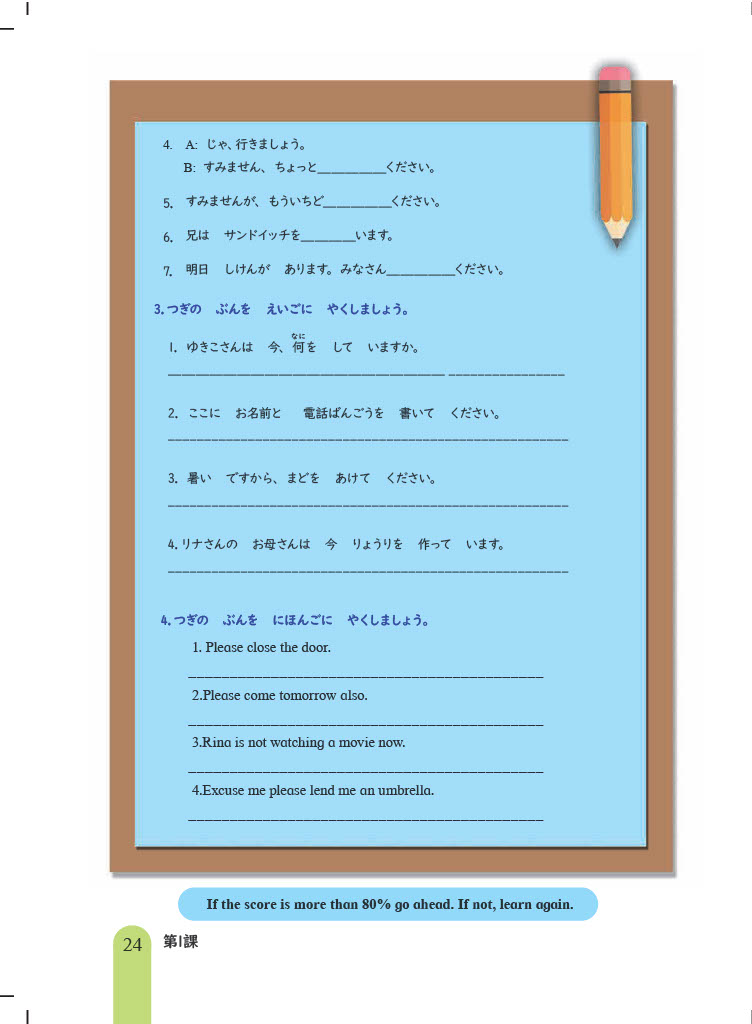 4. A: じゃ、行きましょう。
B: すみません、ちょっと__________ください。
5. すみませんが、もういちど__________ください。
6. 兄は　サンドイッチを________います。
7. 明日　しけんが　あります。みなさん__________ください。
3. つぎの　ぶんを　えいごに　やくしましょう。
なに
1. ゆきこさんは　今、何を　して　いますか。
________________________________________ ________________
2. ここに　お名前と　電話ばんごうを　書いて　ください。
________________________________________________________
3. 暑い　ですから、まどを　あけて　ください。
________________________________________________________
4. リナさんの　お母さんは　今　りょうりを　作って　います。
________________________________________________________
4. つぎの　ぶんを　にほんごに　やくしましょう。
1. Please close the door.
____________________________________________
2.Please come tomorrow also.
____________________________________________
3.Rina is not watching a movie now.
____________________________________________
4.Excuse me please lend me an umbrella.
____________________________________________
If the score is more than 80% go ahead. If not, learn again.
24 第1課